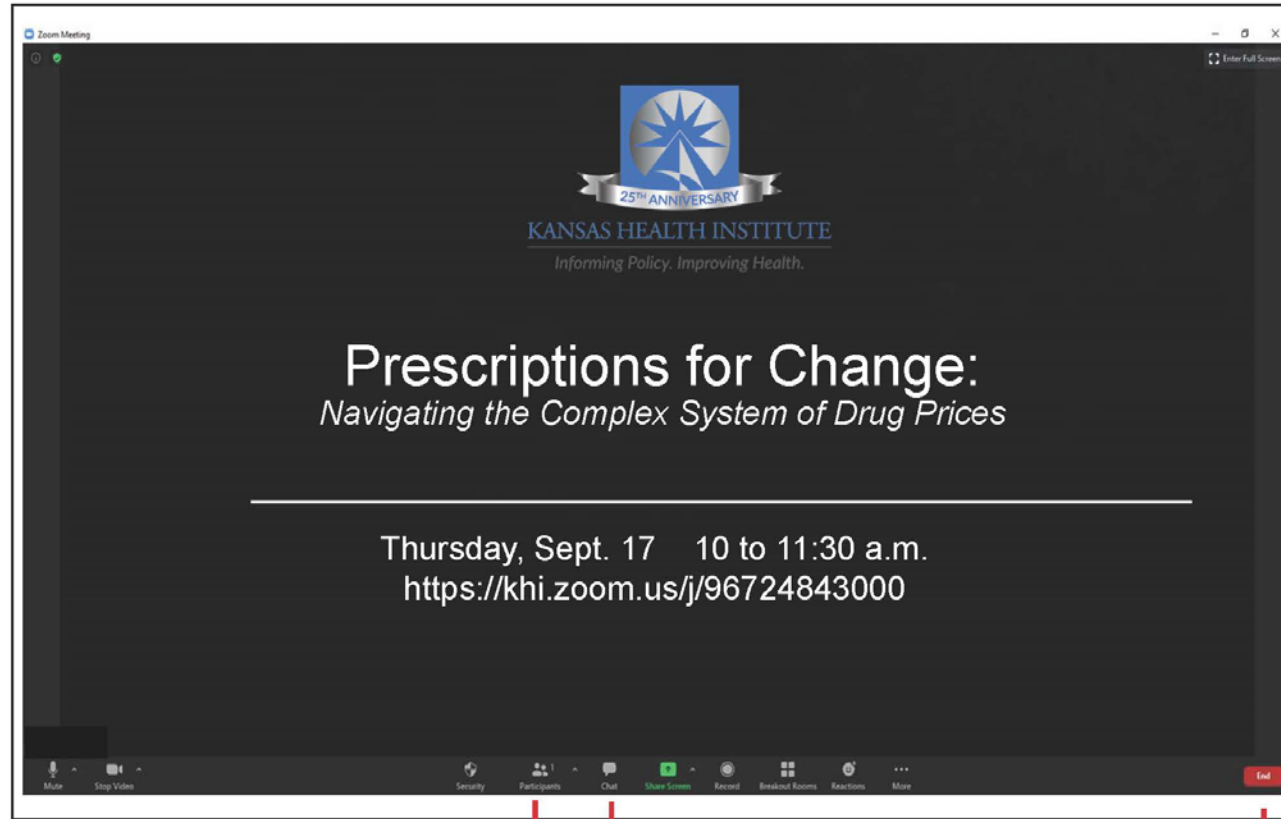 Zoom Meeting
Enter Full Screen
25TH ANNIVERSARY
KANSAS HEALTH INSTITUTE
Informing Policy. Improving Health.
Prescriptions for Change:
Navigating the Complex System of Drug Prices
Thursday, Sept. 17 10 to 11:30 a.m.
https://khi.zoom.us/j/96724843000
1
Mute Stop Video Security Participants Chat Share Screen Record Breakout Rooms Reactions More End